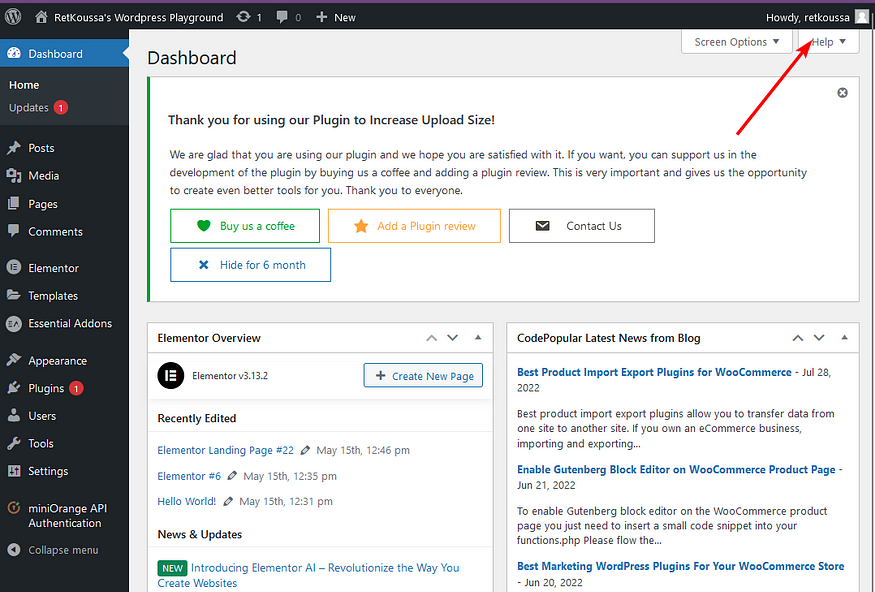 RetKoussa's Wordpress Playground 1 0 New Howdy, retkoussa
Screen Options Help
Dashboard
Home
Updates 1
Posts
Media
Pages
Comments
Elementor
Templates
Essential Addons
Appearance
Plugins 1
Users
Tools
Settings
miniOrange API
Authentication
Collapse menu
Dashboard
Thank you for using our Plugin to Increase Upload Size!
We are glad that you are using our plugin and we hope you are satisfied with it. If you want, you can support us in the
development of the plugin by buying us a coffee and adding a plugin review. This is very important and gives us the opportunity
to create even better tools for you. Thank you to everyone.
Buy us a coffee Add a Plugin review Contact Us
Hide for 6 month
Elementor Overview
Elementor v3.13.2 Create New Page
Recently Edited
Elementor Landing Page #22 May 15th, 12:46 pm
Elementor #6 May 15th, 12:35 pm
Hello World! May 15th, 12:31 pm
News & Updates
NEW Introducing Elementor AI – Revolutionize the Way You
Create Websites
CodePopular Latest News from Blog
Best Product Import Export Plugins for WooCommerce - Jul 28,
2022
Best product import export plugins allow you to transfer data from
one site to another site. If you own an eCommerce business,
importing and exporting...
Enable Gutenberg Block Editor on WooCommerce Product Page -
Jun 21, 2022
To enable Gutenberg block editor on the WooCommerce product
page you just need to insert a small code snippet into your
functions.php Please flow the...
Best Marketing WordPress Plugins For Your WooCommerce Store
- Jun 20, 2022